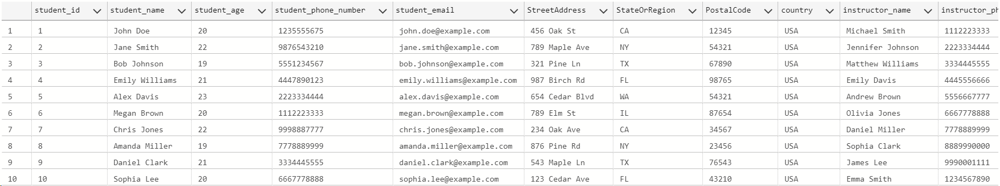 student_id student_name student_age student_phone_number student_email StreetAddress StateOrRegion PostalCode country instructor_name instructor_ph
1 1 John Doe 20 1235555675 john.doe@example.com 456 Oak St CA 12345 USA Michael Smith 1112223333
2 2 Jane Smith 22 9876543210 jane.smith@example.com 789 Maple Ave NY 54321 USA Jennifer Johnson 2223334444
3 3 Bob Johnson 19 5551234567 bob.johnson@example.com 321 Pine Ln TX 67890 USA Matthew Williams 3334445555
4 4 Emily Williams 21 4447890123 emily.williams@example.com 987 Birch Rd FL 98765 USA Emily Davis 4445556666
5 5 Alex Davis 23 2223334444 alex.davis@example.com 654 Cedar Blvd WA 54321 USA Andrew Brown 5556667777
6 6 Megan Brown 20 1112223333 megan.brown@example.com 789 Elm St IL 87654 USA Olivia Jones 6667778888
7 7 Chris Jones 22 9998887777 chris.jones@example.com 234 Oak Ave CA 34567 USA Daniel Miller 7778889999
8 8 Amanda Miller 19 7778889999 amanda.miller@example.com 876 Pine Rd NY 23456 USA Sophia Clark 8889990000
9 9 Daniel Clark 21 3334445555 daniel.clark@example.com 543 Maple Ln TX 76543 USA James Lee 9990001111
10 10 Sophia Lee 20 6667778888 sophia.lee@example.com 123 Cedar Ave FL 43210 USA Emma Smith 1234567890